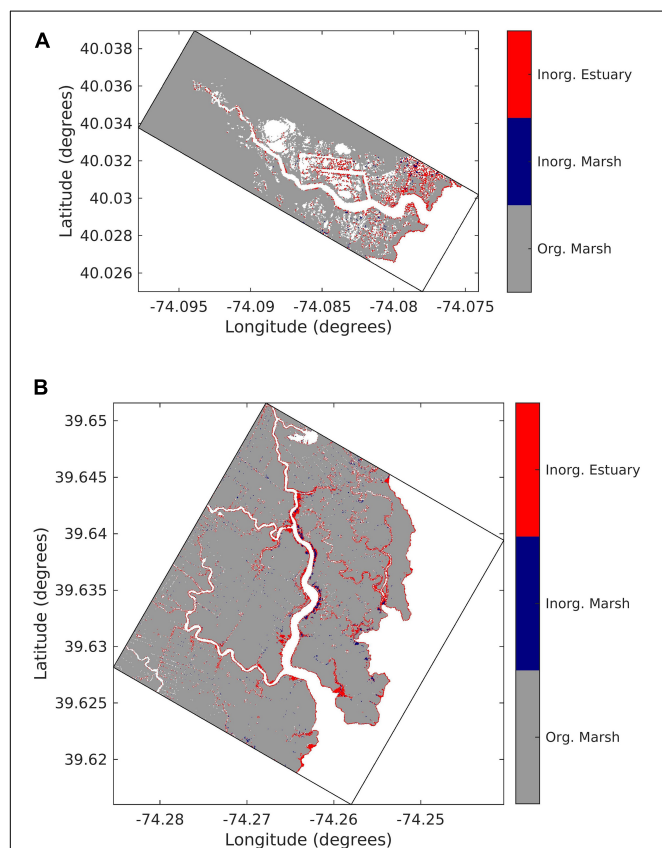 A
40.038
40.036
40.034
40.032
40.03
40.028
40.026
Latitude (degrees)
-74.095 -74.09 -74.085 -74.08 -74.075
Longitude (degrees)
Inorg. Estuary
Inorg. Marsh
Org. Marsh
B
39.65
39.645
39.64
39.635
39.63
39.625
39.62
Latitude (degrees)
-74.28 -74.27 -74.26 -74.25
Longitude (degrees)
Inorg. Estuary
Inorg. Marsh
Org. Marsh